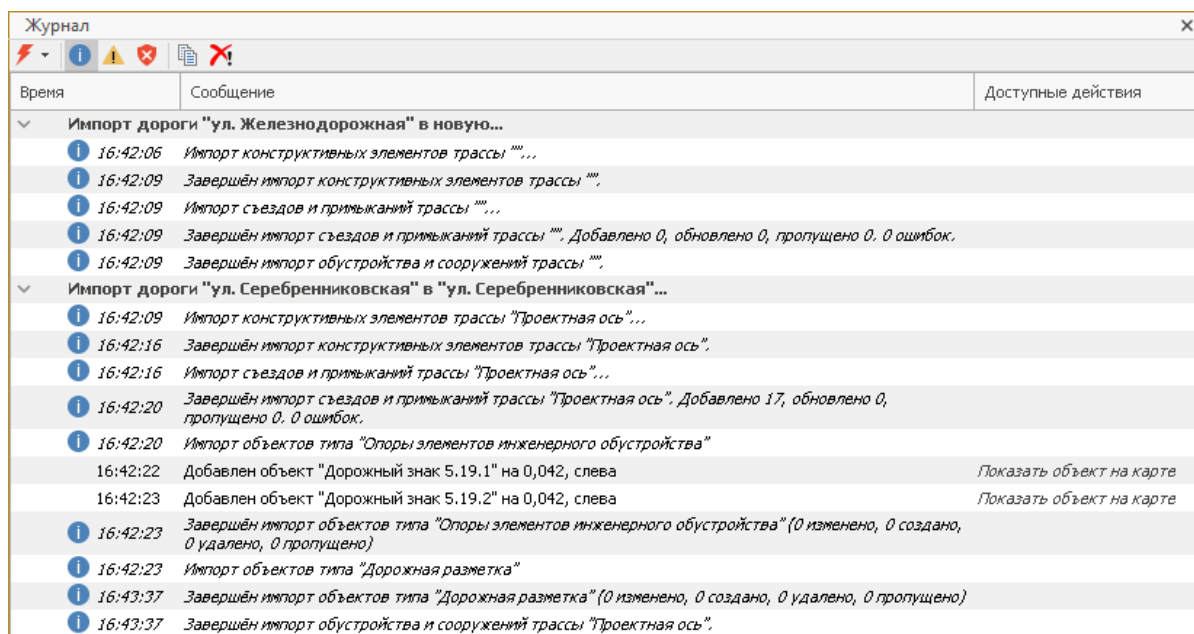 Журнал
Время Сообщение Доступные действия
Импорт дороги "ул. Железнодорожная" в новую...
16:42:06 Импорт конструктивных элементов трассы ""...
16:42:09 Завершён импорт конструктивных элементов трассы "".
16:42:09 Импорт съездов и примыканий трассы ""...
16:42:09 Завершён импорт съездов и примыканий трассы "". Добавлено 0, обновлено 0, пропущено 0. 0 ошибок.
16:42:09 Завершён импорт обустройства и сооружений трассы "".
Импорт дороги "ул. Серебренниковская" в "ул. Серебренниковская"...
16:42:09 Импорт конструктивных элементов трассы "Проектная ось"...
16:42:16 Завершён импорт конструктивных элементов трассы "Проектная ось".
16:42:16 Импорт съездов и примыканий трассы "Проектная ось"...
16:42:20 Завершён импорт съездов и примыканий трассы "Проектная ось". Добавлено 17, обновлено 0,
пропущено 0. 0 ошибок.
16:42:20 Импорт объектов типа "Опоры элементов инженерного обустройства"
16:42:22 Добавлен объект "Дорожный знак 5.19.1" на 0,042, слева Показать объект на карте
16:42:23 Добавлен объект "Дорожный знак 5.19.2" на 0,042, слева Показать объект на карте
16:42:23 Завершён импорт объектов типа "Опоры элементов инженерного обустройства" (0 изменено, 0 создано,
0 удалено, 0 пропущено)
16:42:23 Импорт объектов типа "Дорожная разметка"
16:43:37 Завершён импорт объектов типа "Дорожная разметка" (0 изменено, 0 создано, 0 удалено, 0 пропущено)
16:43:37 Завершён импорт обустройства и сооружений трассы "Проектная ось".